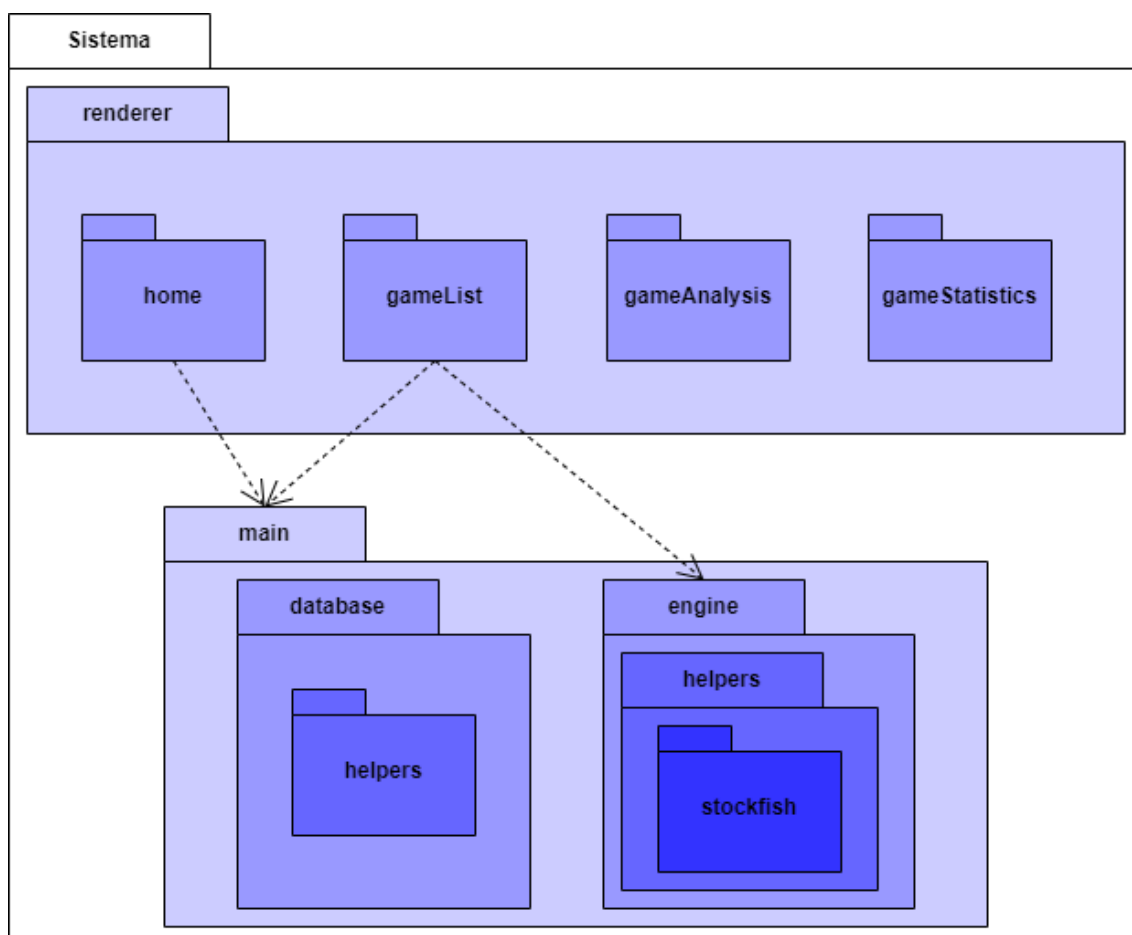 Sistema
renderer
home
gameList
gameAnalysis
gameStatistics
main
database
engine
helpers
helpers
stockfish